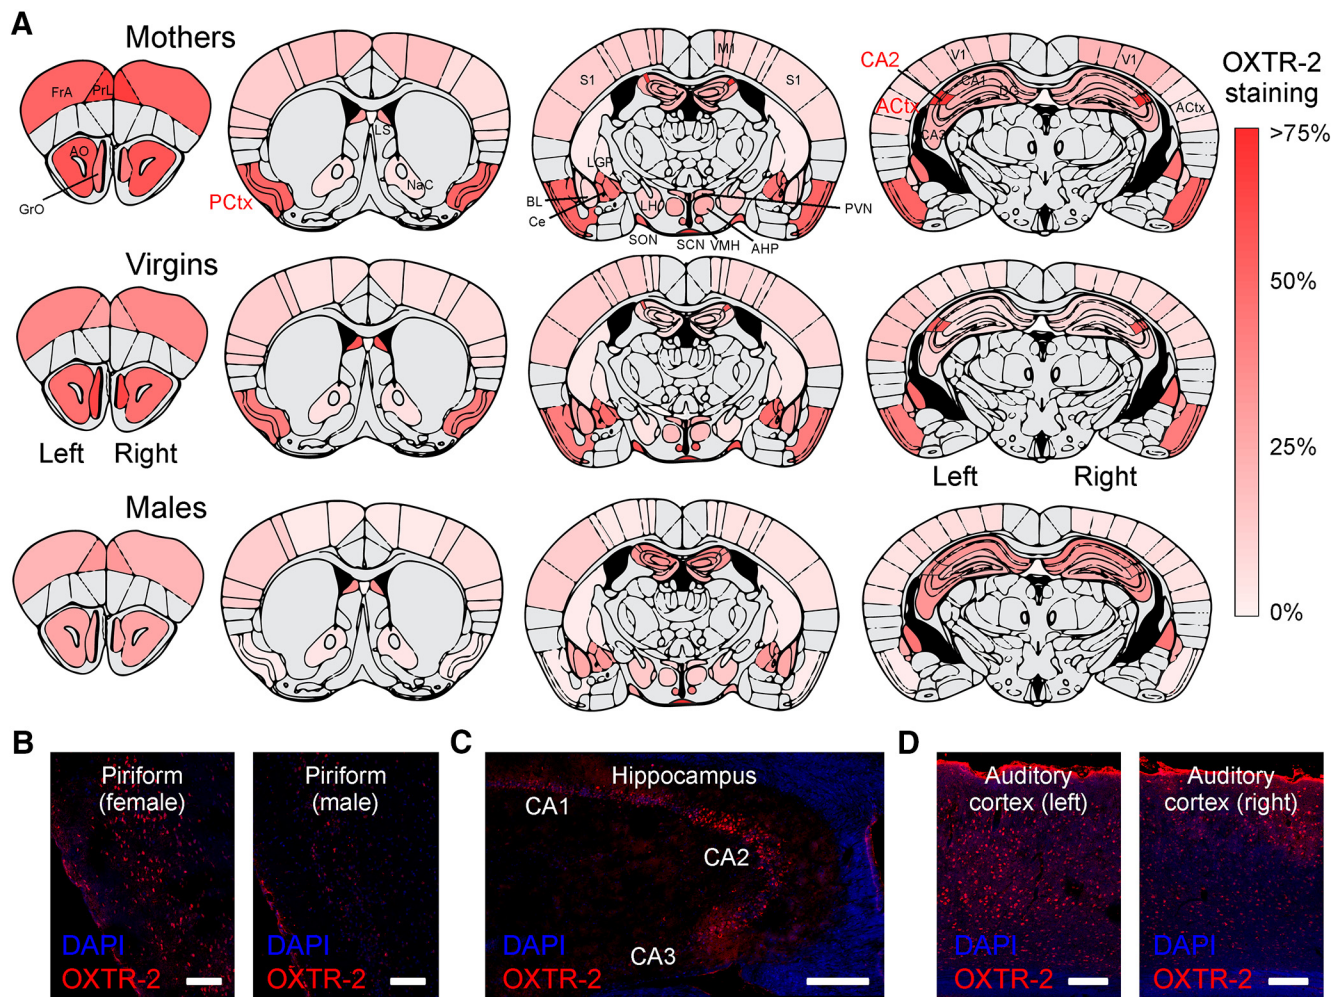 A
Mothers
OXTR-2
staining
>75%
50%
25%
0%
FrA
PrL
AO
GrO
PCtx
LS
NaC
M1
S1
S1
LGP
BL
Ce
LH
SON
SCN
VMH
AHP
PVN
CA2
V1
V1
CA1
DG
ACtx
ACtx
CA3
Virgins
Left
Right
Left
Right
Males
B
Piriform
(female)
DAPI
OXTR-2
Piriform
(male)
DAPI
OXTR-2
C
Hippocampus
CA1
CA2
CA3
DAPI
OXTR-2
D
Auditory
cortex (left)
DAPI
OXTR-2
Auditory
cortex (right)
DAPI
OXTR-2